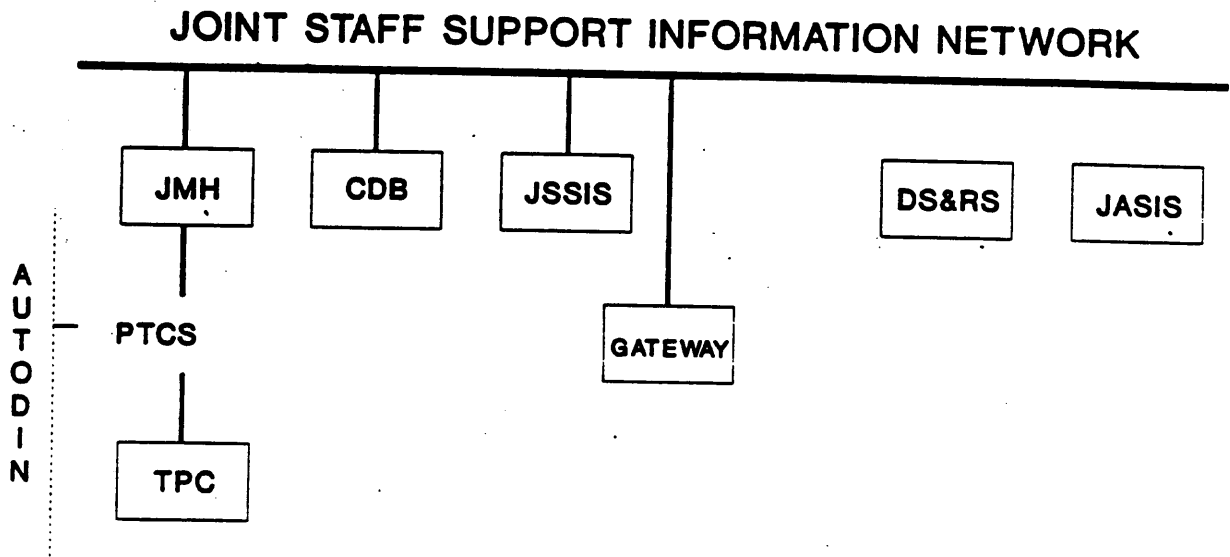 JOINT STAFF SUPPORT INFORMATION NETWORK
JMH
CDB
JSSIS
DS&RS
JASIS
AUTODIN
PTCS
GATEWAY
TPC